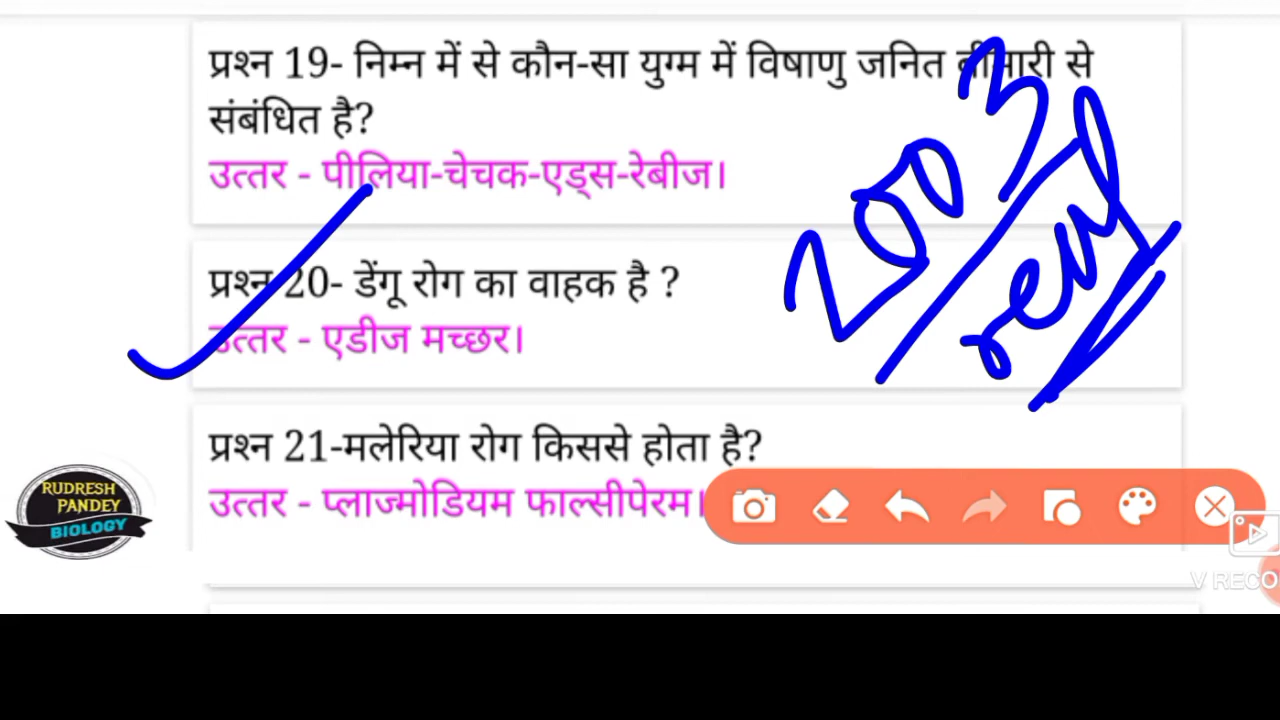 प्रश्न 19- निम्न में से कौन-सा युग्म में विषाणु जनित बीमारी से
संबंधित है?
उत्तर - पीलिया-चेचक-एड्स-रेबीज।
2003
प्रश्न 20- डेंगू रोग का वाहक है ?
उत्तर - एडीज मच्छर।
प्रश्न 21-मलेरिया रोग किससे होता है?
उत्तर - प्लाज्मोडियम फाल्सीपेरम।
RUDRESH
PANDEY
BIOLOGY
V RECO